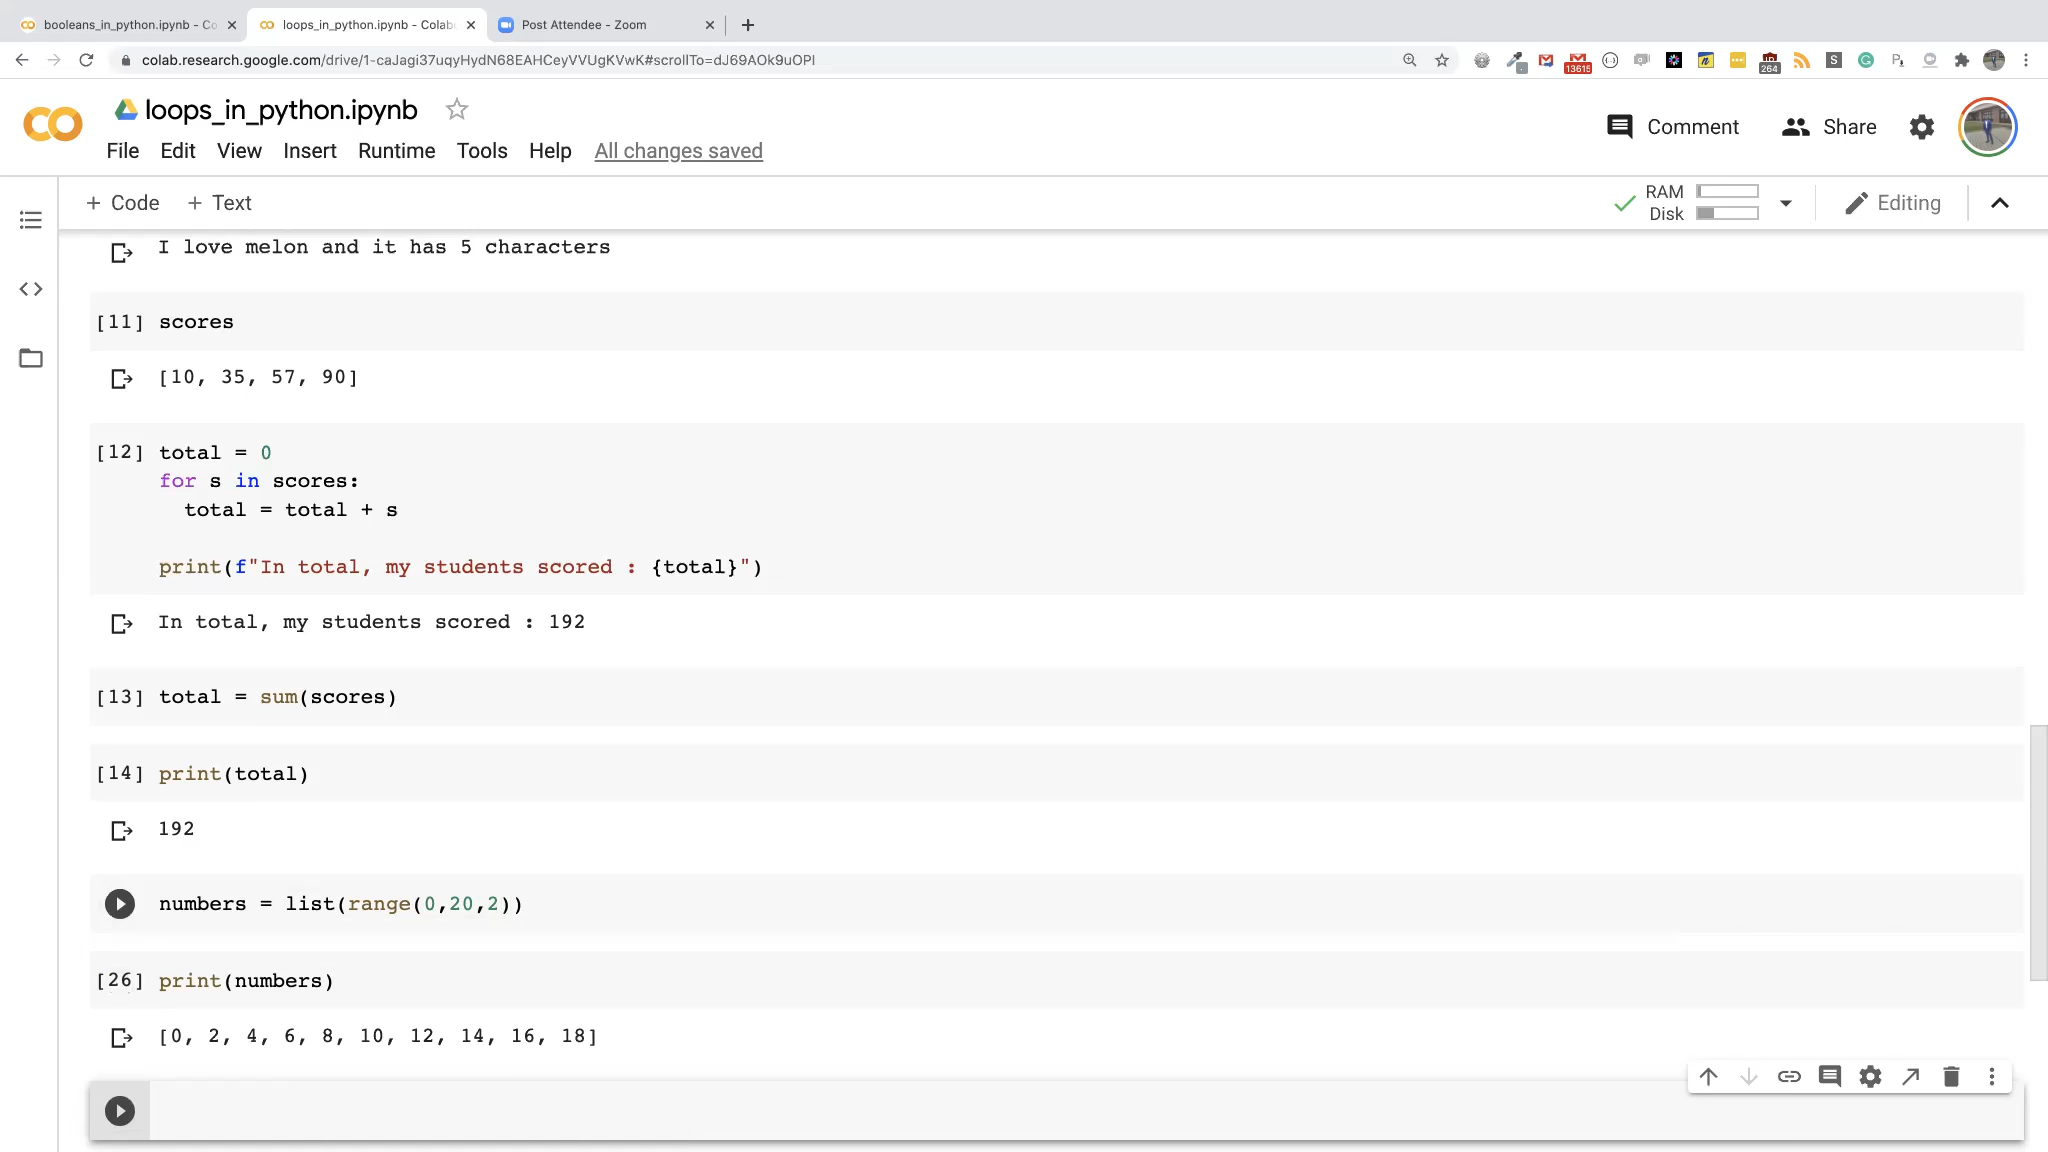 booleans_in_python.ipynb - Co
loops_in_python.ipynb - Colab
Post Attendee - Zoom
colab.research.google.com/drive/1-caJagi37uqyHydN68EAHCeyVVUgKVwK#scrollTo=dJ69AOk9uOPI
13615
264
loops_in_python.ipynb
Comment
Share
File Edit View Insert Runtime Tools Help All changes saved
+ Code + Text
RAM
Disk
Editing
I love melon and it has 5 characters
[11] scores
[10, 35, 57, 90]
[12] total = 0
for s in scores:
total = total + s
print(f"In total, my students scored : {total}")
In total, my students scored : 192
[13] total = sum(scores)
[14] print(total)
192
numbers = list(range(0,20,2))
[26] print(numbers)
[0, 2, 4, 6, 8, 10, 12, 14, 16, 18]